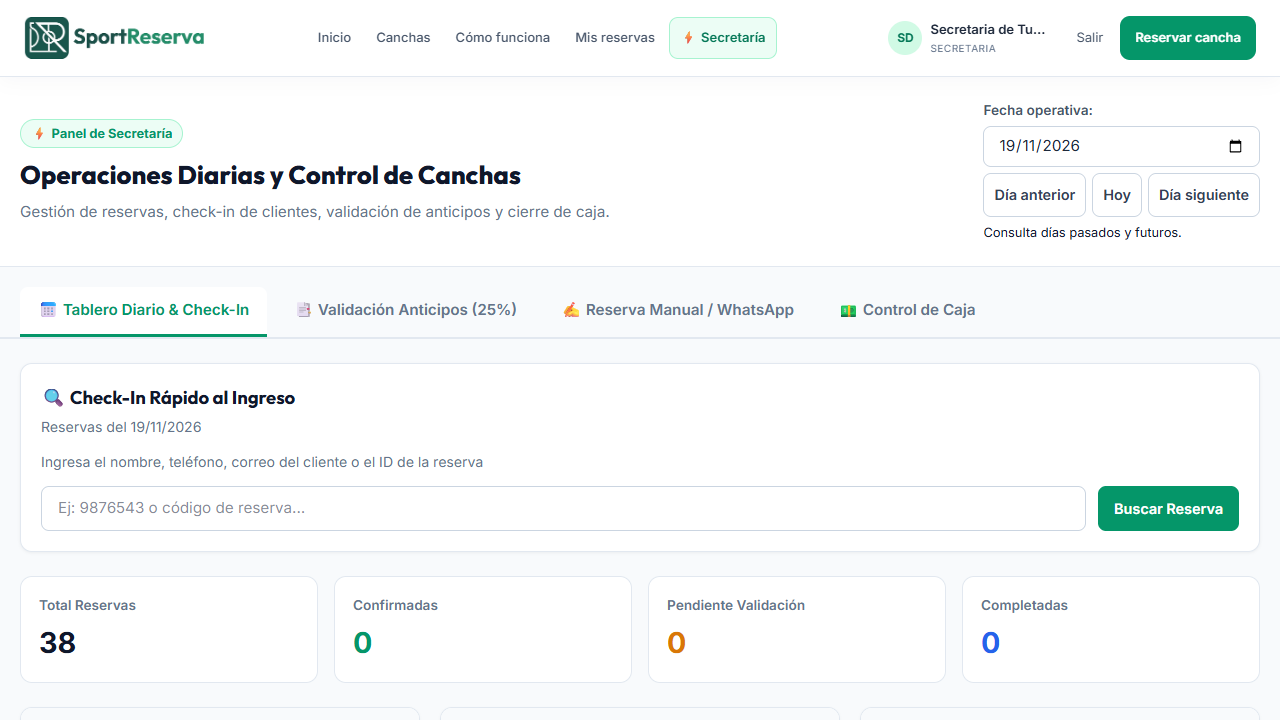 SportReserva
Inicio
Canchas
Cómo funciona
Mis reservas
Secretaría
SD
Secretaria de Tu...
SECRETARIA
Salir
Reservar cancha
Panel de Secretaría
Operaciones Diarias y Control de Canchas
Gestión de reservas, check-in de clientes, validación de anticipos y cierre de caja.
Fecha operativa:
19/11/2026
Día anterior
Hoy
Día siguiente
Consulta días pasados y futuros.
Tablero Diario & Check-In
Validación Anticipos (25%)
Reserva Manual / WhatsApp
Control de Caja
Check-In Rápido al Ingreso
Reservas del 19/11/2026
Ingresa el nombre, teléfono, correo del cliente o el ID de la reserva
Ej: 9876543 o código de reserva...
Buscar Reserva
Total Reservas
38
Confirmadas
0
Pendiente Validación
0
Completadas
0